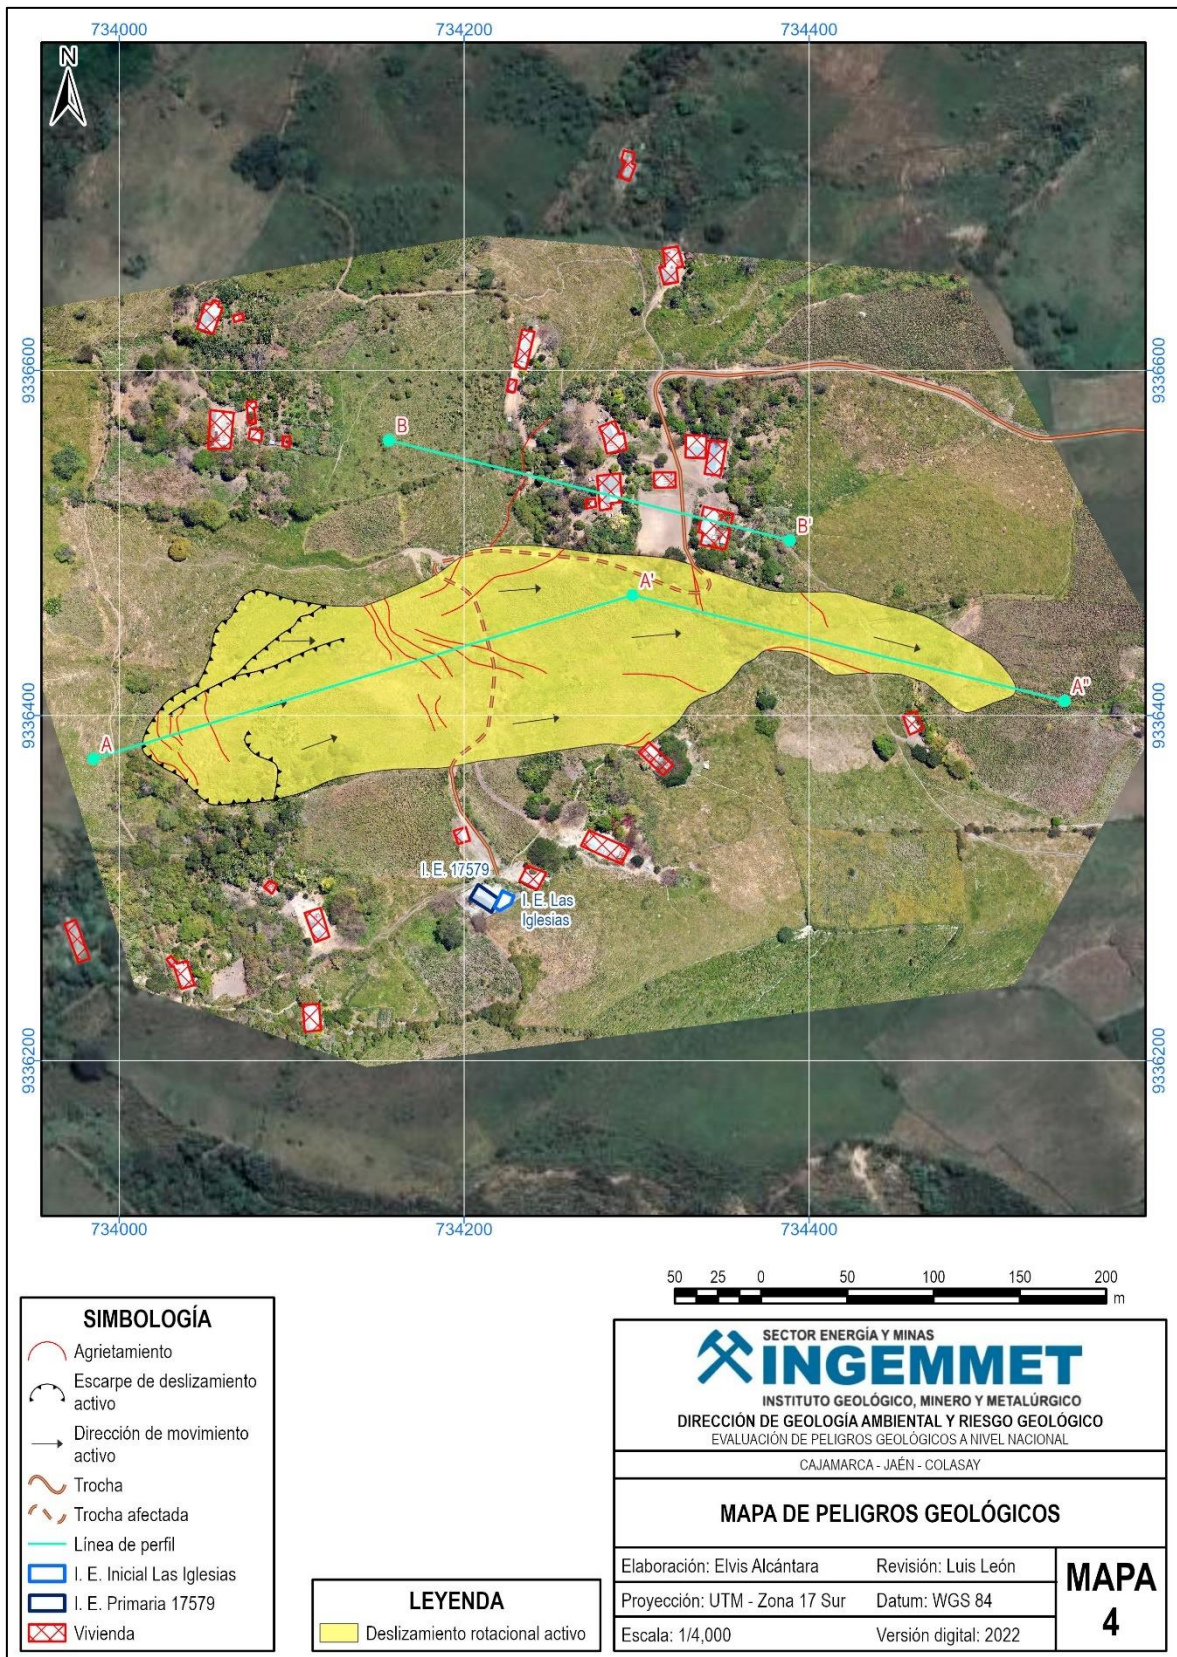 734000
734200
734400
N
9336600
9336600
B
B'
A'
A
A"
9336400
9336400
I. E. 17579
I. E. Las
Iglesias
9336200
9336200
734000
734200
734400
50 25 0 50 100 150 200
m
SIMBOLOGÍA
Agrietamiento
Escarpe de deslizamiento
activo
Dirección de movimiento
activo
Trocha
Trocha afectada
Línea de perfil
I. E. Inicial Las Iglesias
I. E. Primaria 17579
Vivienda
LEYENDA
Deslizamiento rotacional activo
SECTOR ENERGÍA Y MINAS
INGEMMET
INSTITUTO GEOLÓGICO, MINERO Y METALÚRGICO
DIRECCIÓN DE GEOLOGÍA AMBIENTAL Y RIESGO GEOLÓGICO
EVALUACIÓN DE PELIGROS GEOLÓGICOS A NIVEL NACIONAL
CAJAMARCA - JAÉN - COLASAY
MAPA DE PELIGROS GEOLÓGICOS
Elaboración: Elvis Alcántara Revisión: Luis León
Proyección: UTM - Zona 17 Sur Datum: WGS 84
Escala: 1/4,000 Versión digital: 2022
MAPA
4